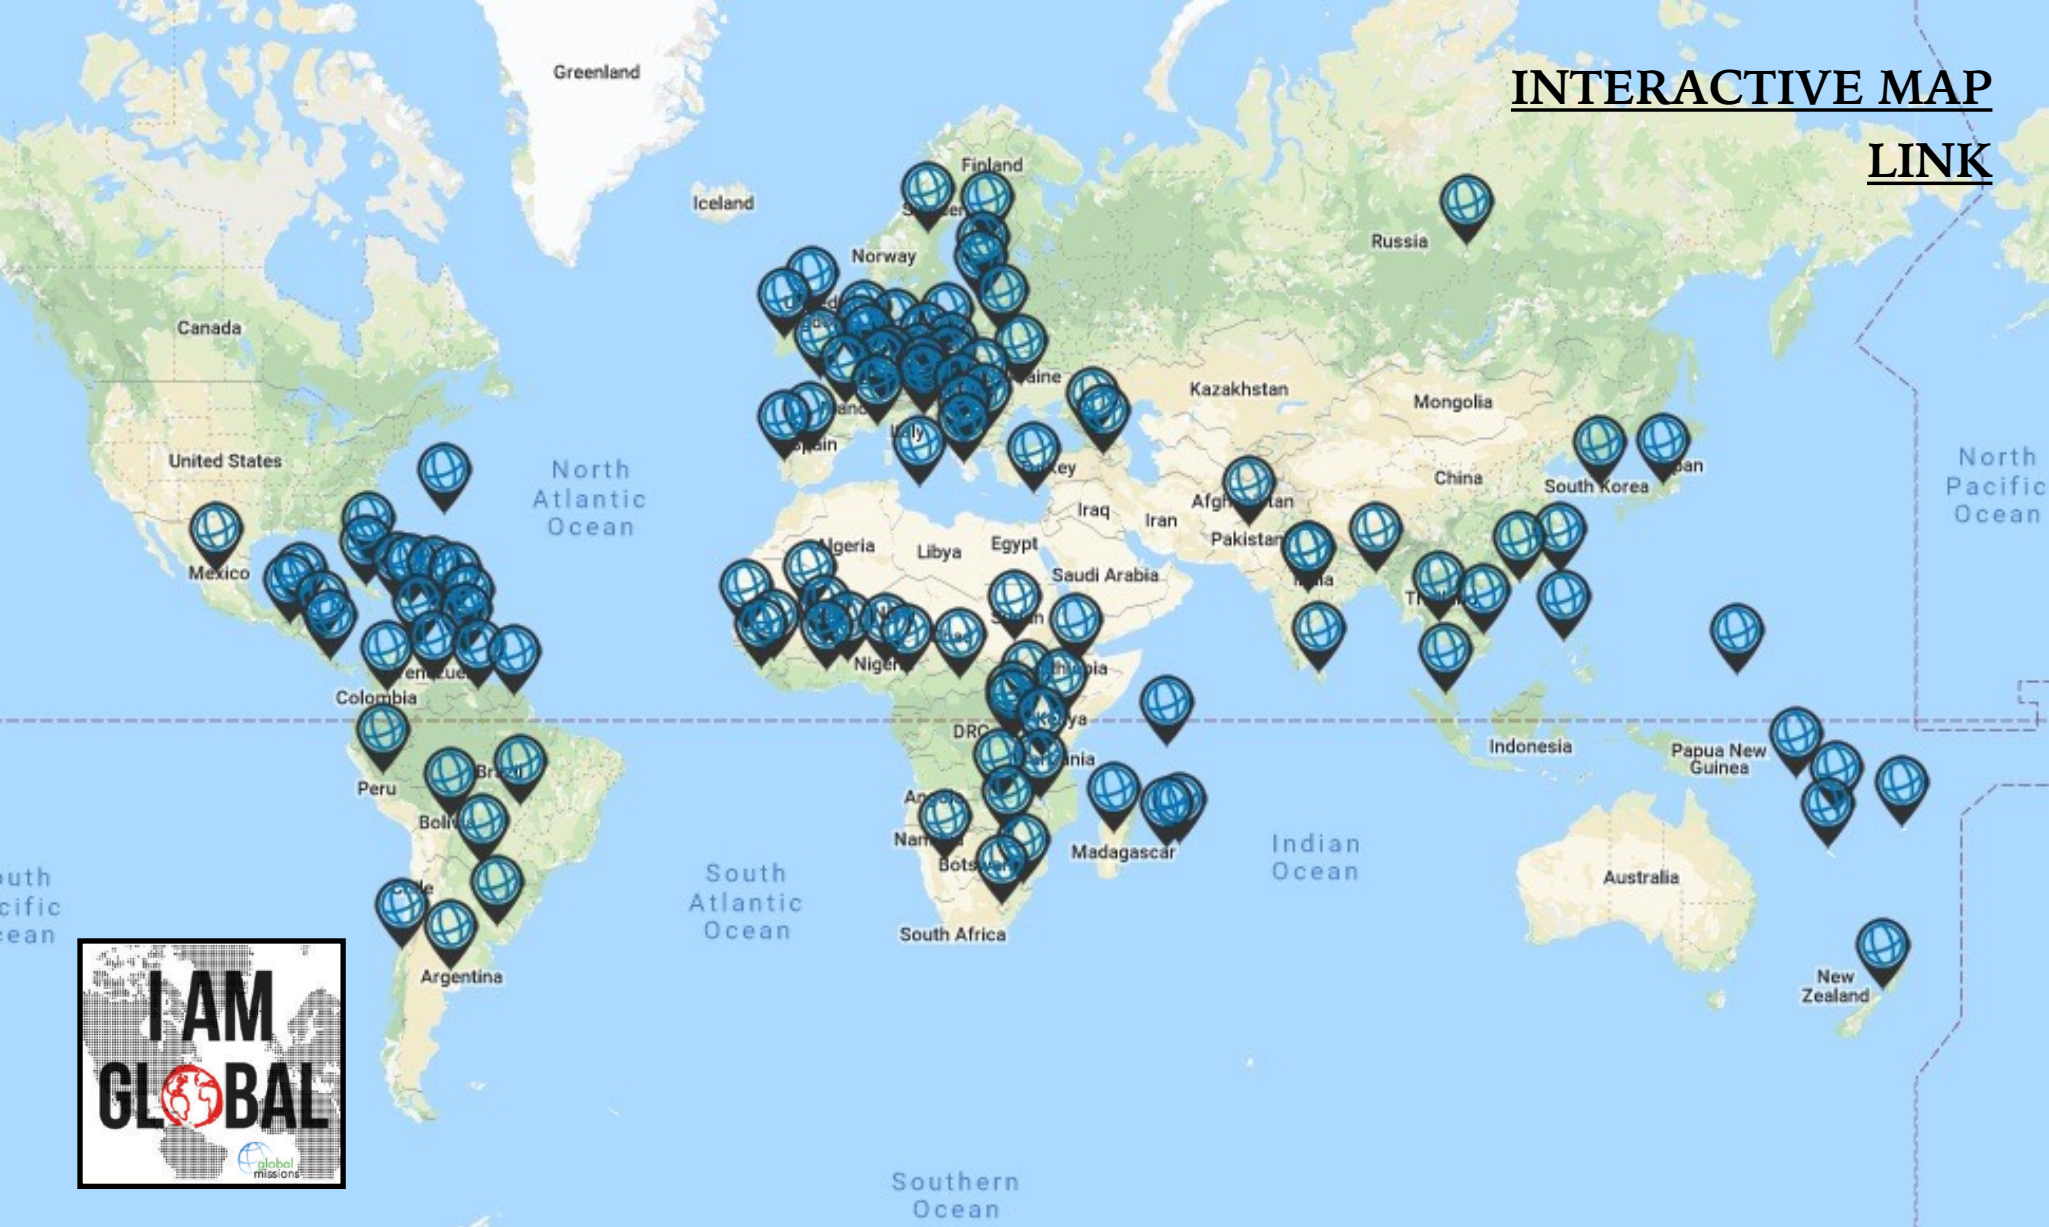 INTERACTIVE MAP
LINK
Greenland
Finland
Iceland
Russia
Norway
Canada
Kazakhstan
Mongolia
United States
North
Atlantic
Ocean
China
South Korea
North
Pacific
Ocean
Iraq
Iran
Pakistan
Algeria
Libya
Egypt
Saudi Arabia
Mexico
Colombia
DRC
Peru
Indonesia
Papua New
Guinea
Madagascar
Indian
Ocean
South
Atlantic
Ocean
Australia
South Africa
Argentina
New
Zealand
I AM
GLOBAL
global
missions
Southern
Ocean